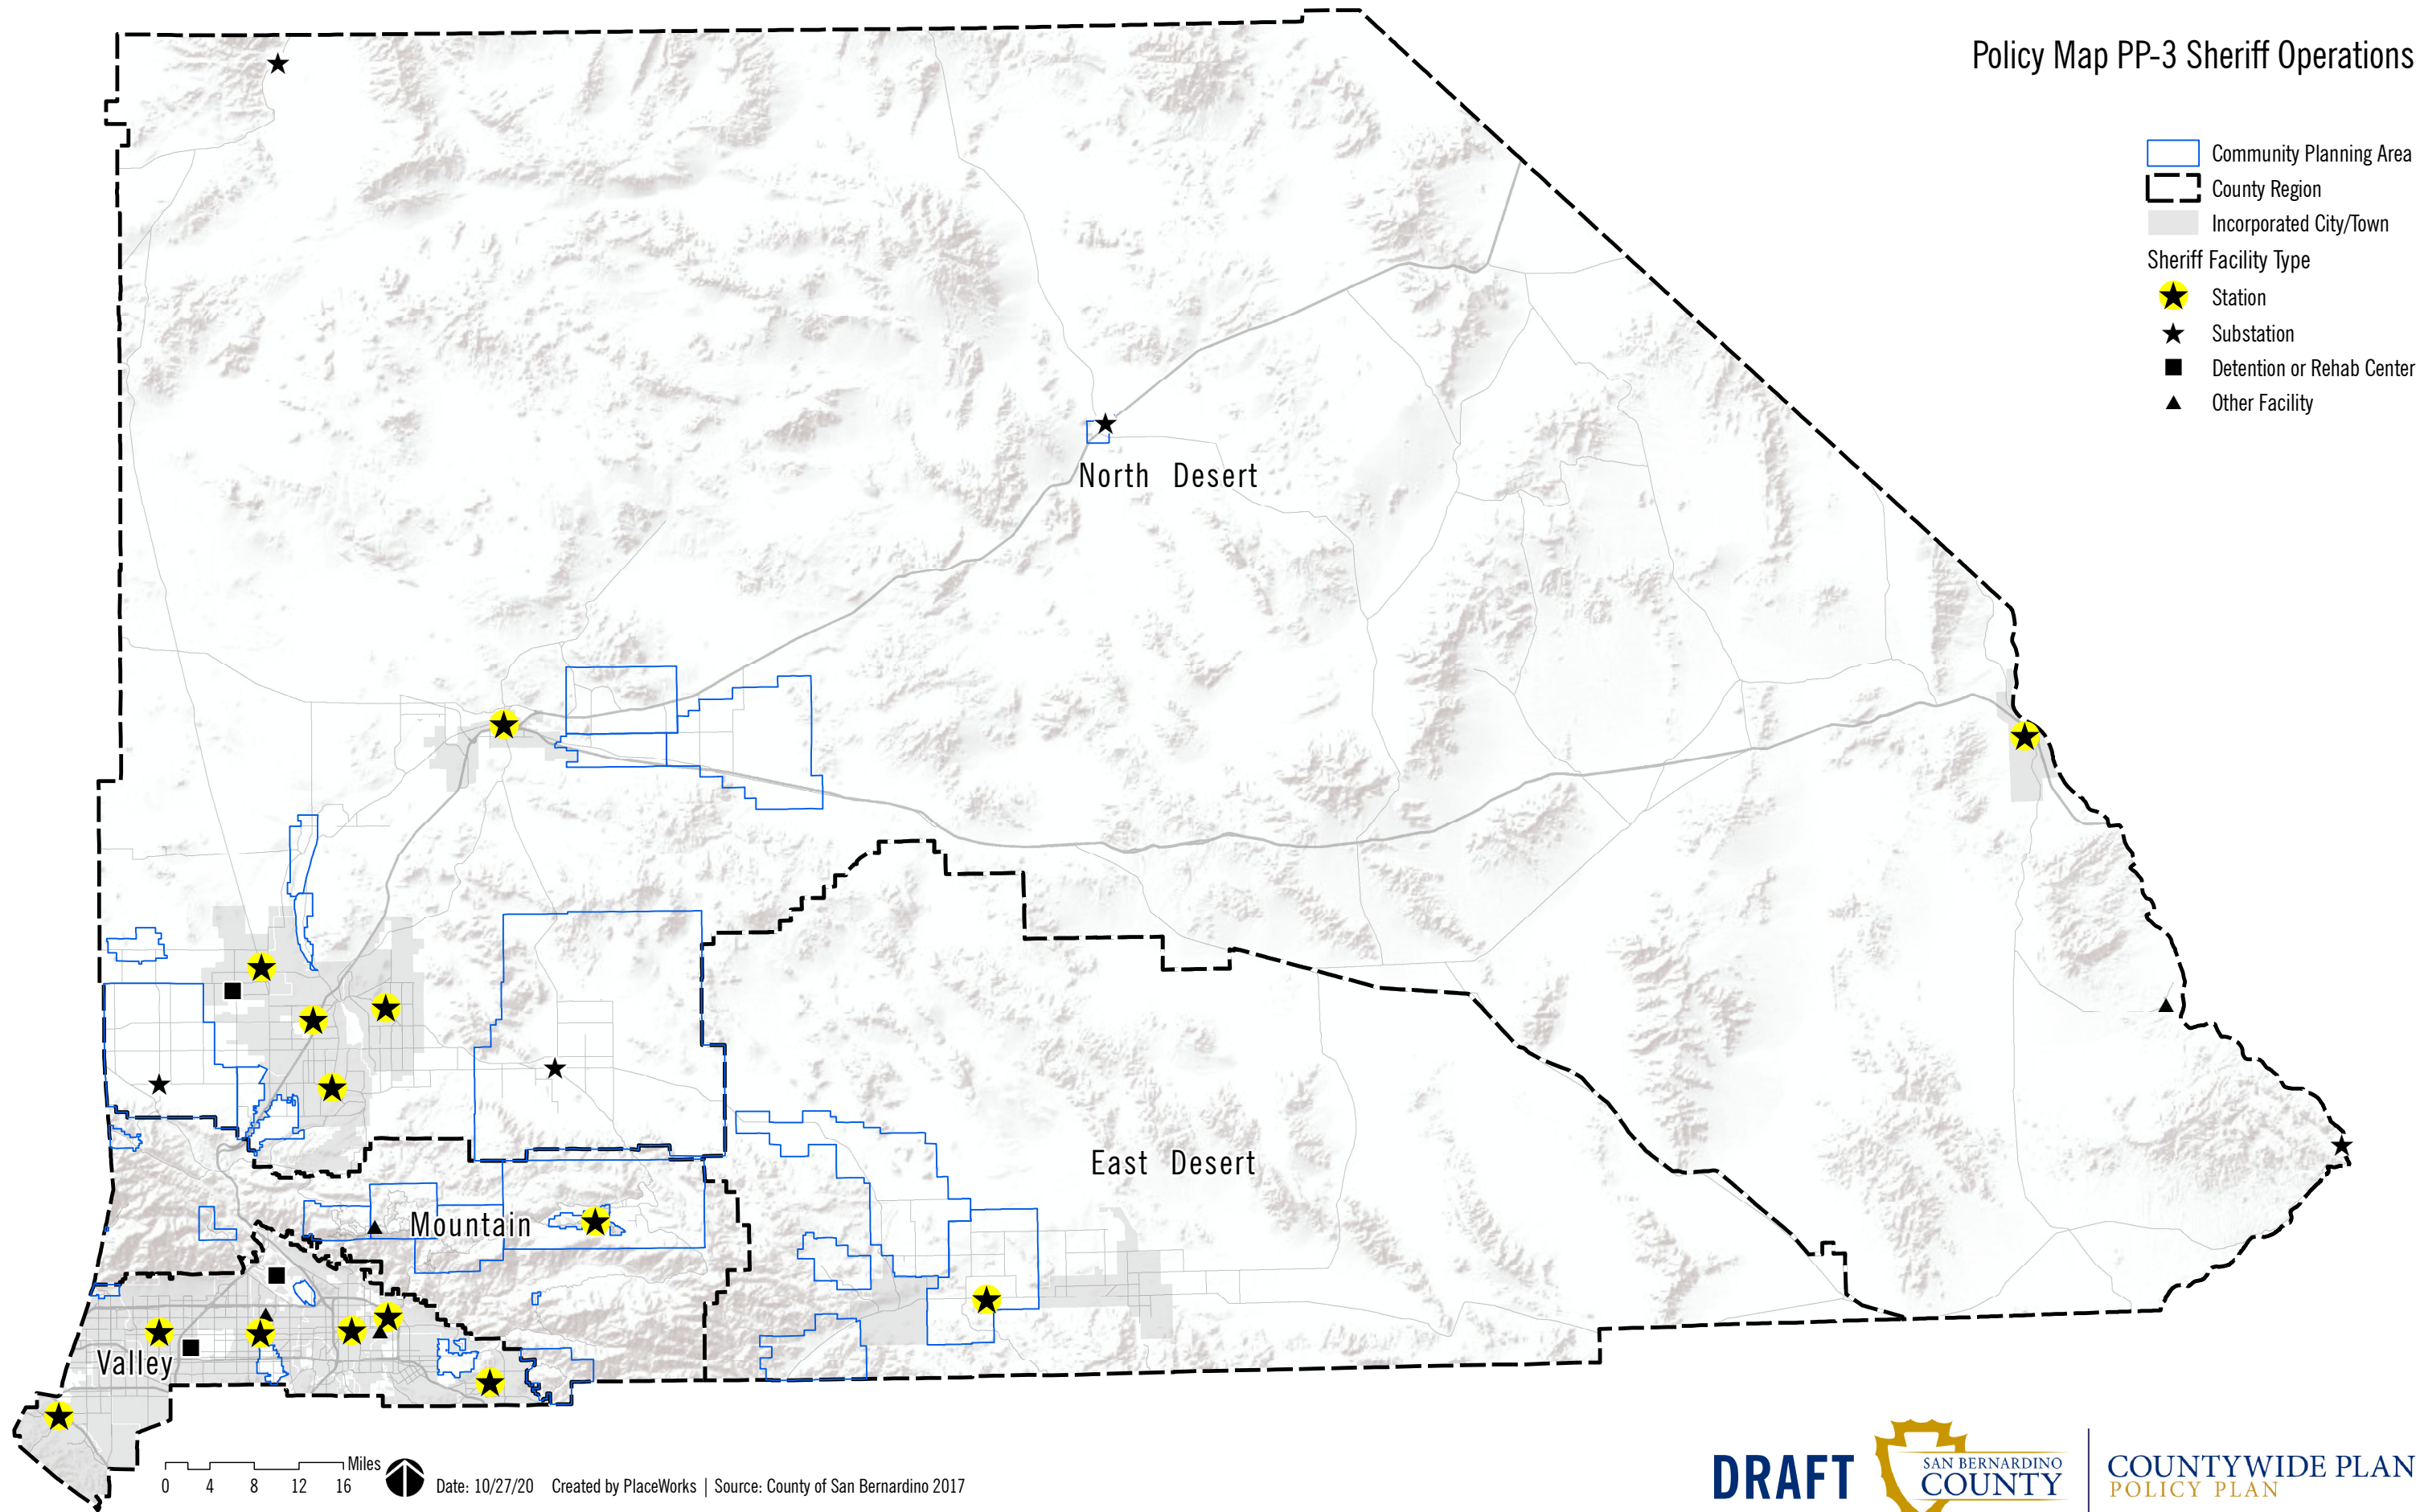 Policy Map PP-3 Sheriff Operations
Community Planning Area
County Region
Incorporated City/Town
Sheriff Facility Type
Station
Substation
Detention or Rehab Center
Other Facility
North Desert
East Desert
Mountain
Valley
Miles
0 4 8 12 16
Date: 10/27/20 Created by PlaceWorks | Source: County of San Bernardino 2017
DRAFT
SAN BERNARDINO
COUNTY
COUNTYWIDE PLAN
POLICY PLAN